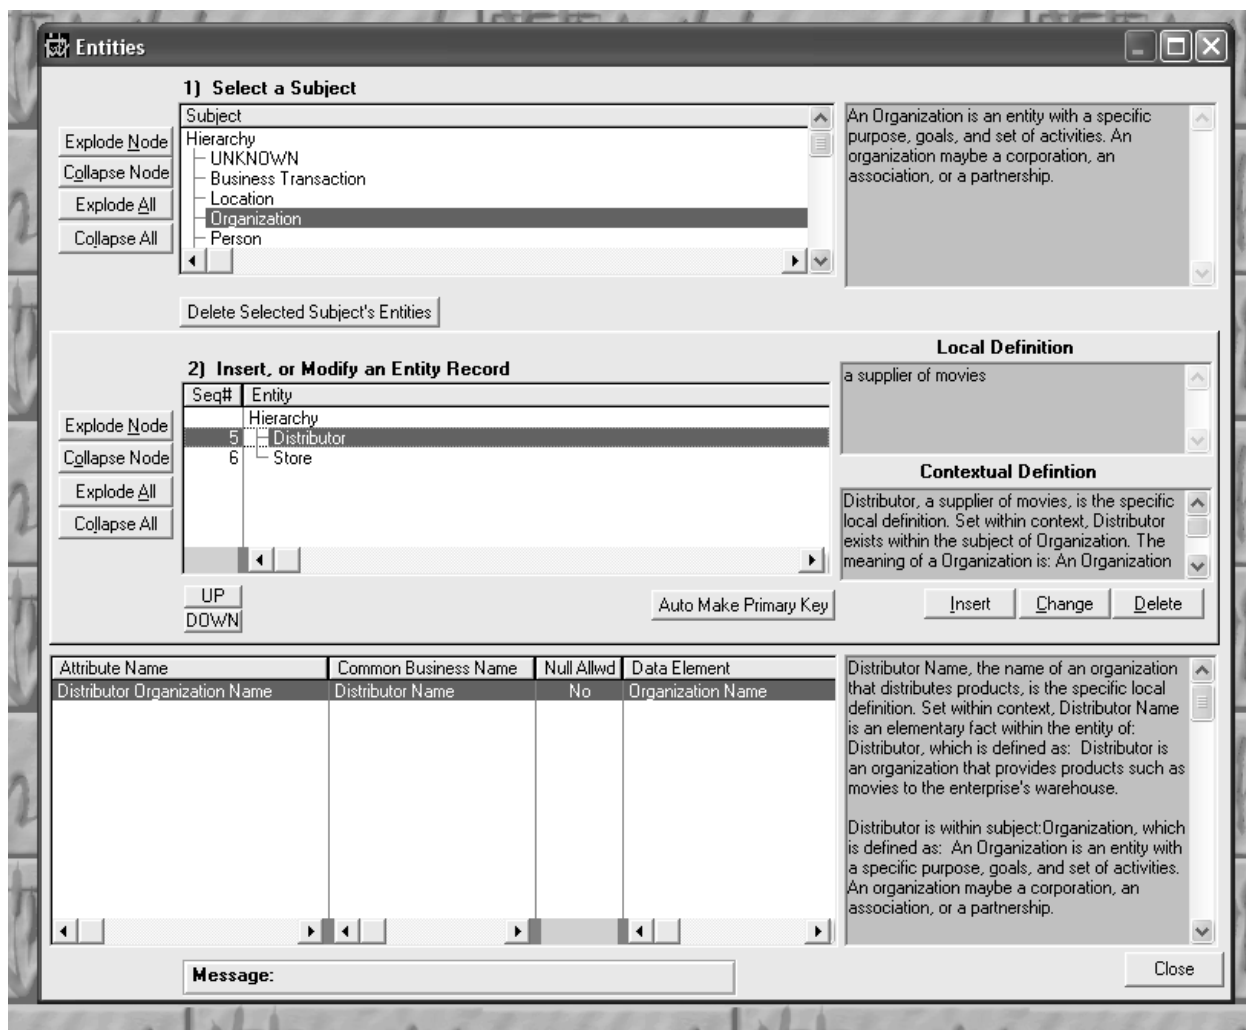 Entities
1) Select a Subject
Subject
Hierarchy
UNKNOWN
Business Transaction
Location
Organization
Person
Explode Node
Collapse Node
Explode All
Collapse All
An Organization is an entity with a specific
purpose, goals, and set of activities. An
organization maybe a corporation, an
association, or a partnership.
Delete Selected Subject's Entities
2) Insert, or Modify an Entity Record
Seq# Entity
Hierarchy
5 Distributor
6 Store
Explode Node
Collapse Node
Explode All
Collapse All
Local Definition
a supplier of movies
Contextual Defintion
Distributor, a supplier of movies, is the specific
local definition. Set within context, Distributor
exists within the subject of Organization. The
meaning of a Organization is: An Organization
UP
DOWN
Auto Make Primary Key
Insert Change Delete
Attribute Name Common Business Name Null Allwd Data Element
Distributor Organization Name Distributor Name No Organization Name
Distributor Name, the name of an organization
that distributes products, is the specific local
definition. Set within context, Distributor Name
is an elementary fact within the entity of:
Distributor, which is defined as: Distributor is
an organization that provides products such as
movies to the enterprise's warehouse.
Distributor is within subject:Organization, which
is defined as: An Organization is an entity with
a specific purpose, goals, and set of activities.
An organization maybe a corporation, an
association, or a partnership.
Message:
Close